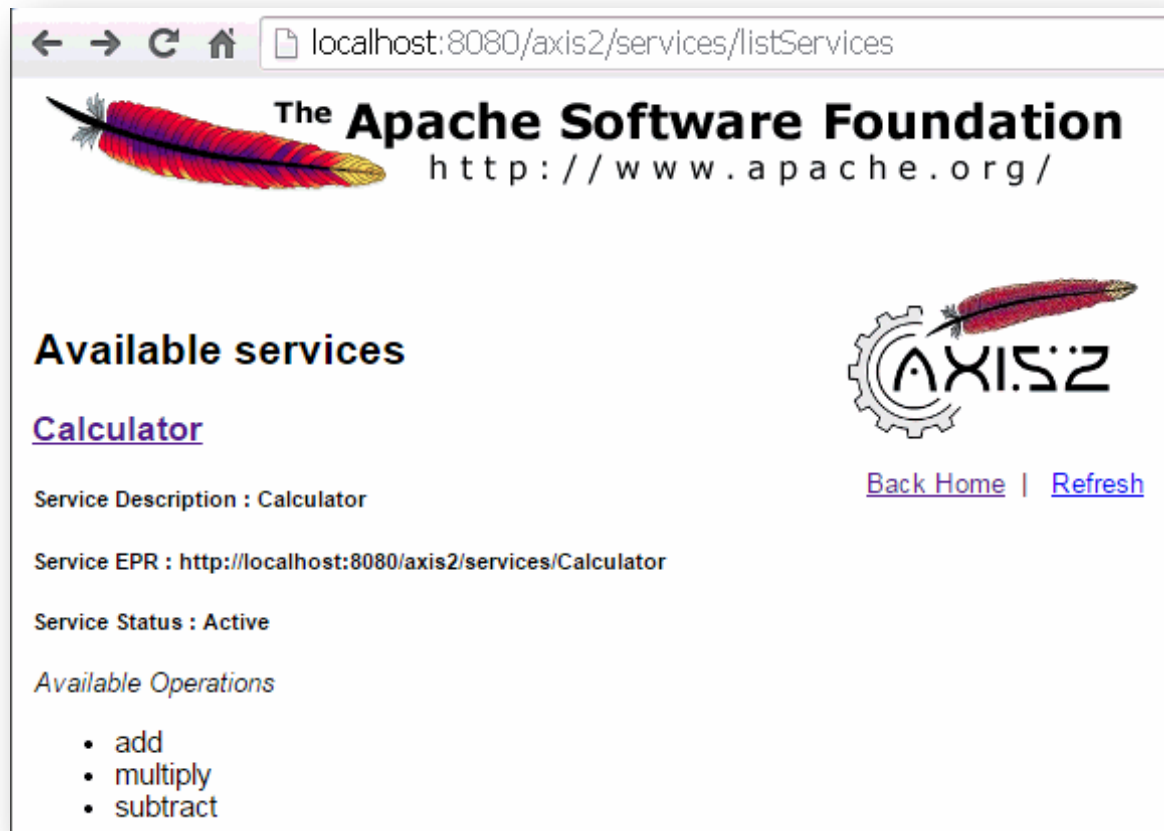 localhost:8080/axis2/services/listServices
The Apache Software Foundation
http://www.apache.org/
AXIS2
Available services
Calculator
Back Home | Refresh
Service Description : Calculator
Service EPR : http://localhost:8080/axis2/services/Calculator
Service Status : Active
Available Operations
• add
• multiply
• subtract